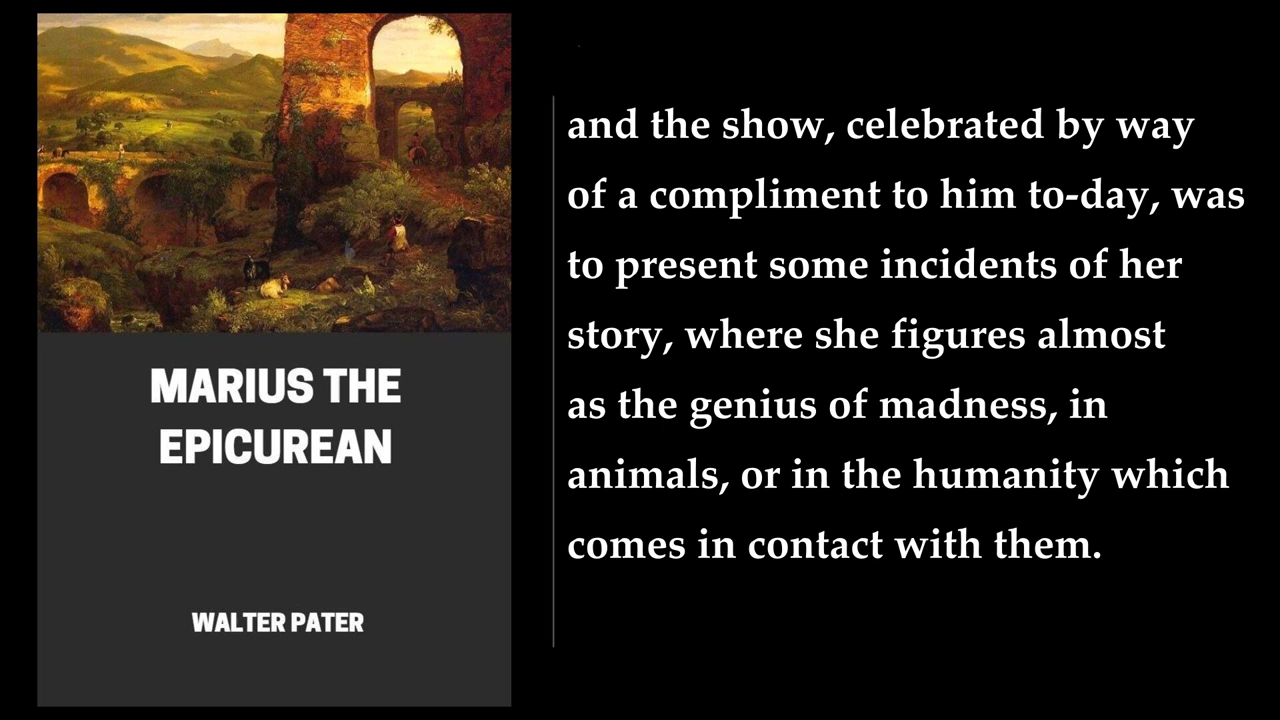 MARIUS THE
EPICUREAN
WALTER PATER
and the show, celebrated by way
of a compliment to him to-day, was
to present some incidents of her
story, where she figures almost
as the genius of madness, in
animals, or in the humanity which
comes in contact with them.